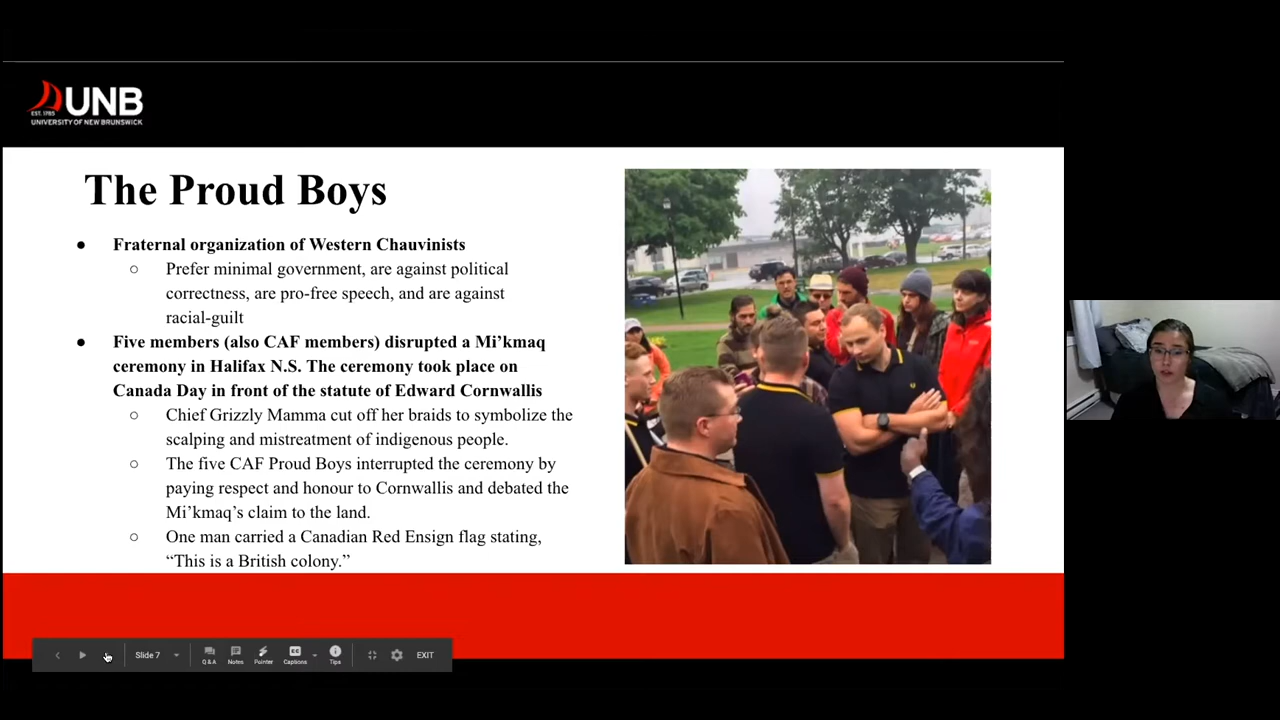 UNB
EST. 1785
UNIVERSITY OF NEW BRUNSWICK
The Proud Boys
● Fraternal organization of Western Chauvinists
○ Prefer minimal government, are against political
correctness, are pro-free speech, and are against
racial-guilt
● Five members (also CAF members) disrupted a Mi’kmaq
ceremony in Halifax N.S. The ceremony took place on
Canada Day in front of the statute of Edward Cornwallis
○ Chief Grizzly Mamma cut off her braids to symbolize the
scalping and mistreatment of indigenous people.
○ The five CAF Proud Boys interrupted the ceremony by
paying respect and honour to Cornwallis and debated the
Mi’kmaq’s claim to the land.
○ One man carried a Canadian Red Ensign flag stating,
“This is a British colony.”
Slide 7
Q & A
Notes
Pointer
Captions
Tips
EXIT